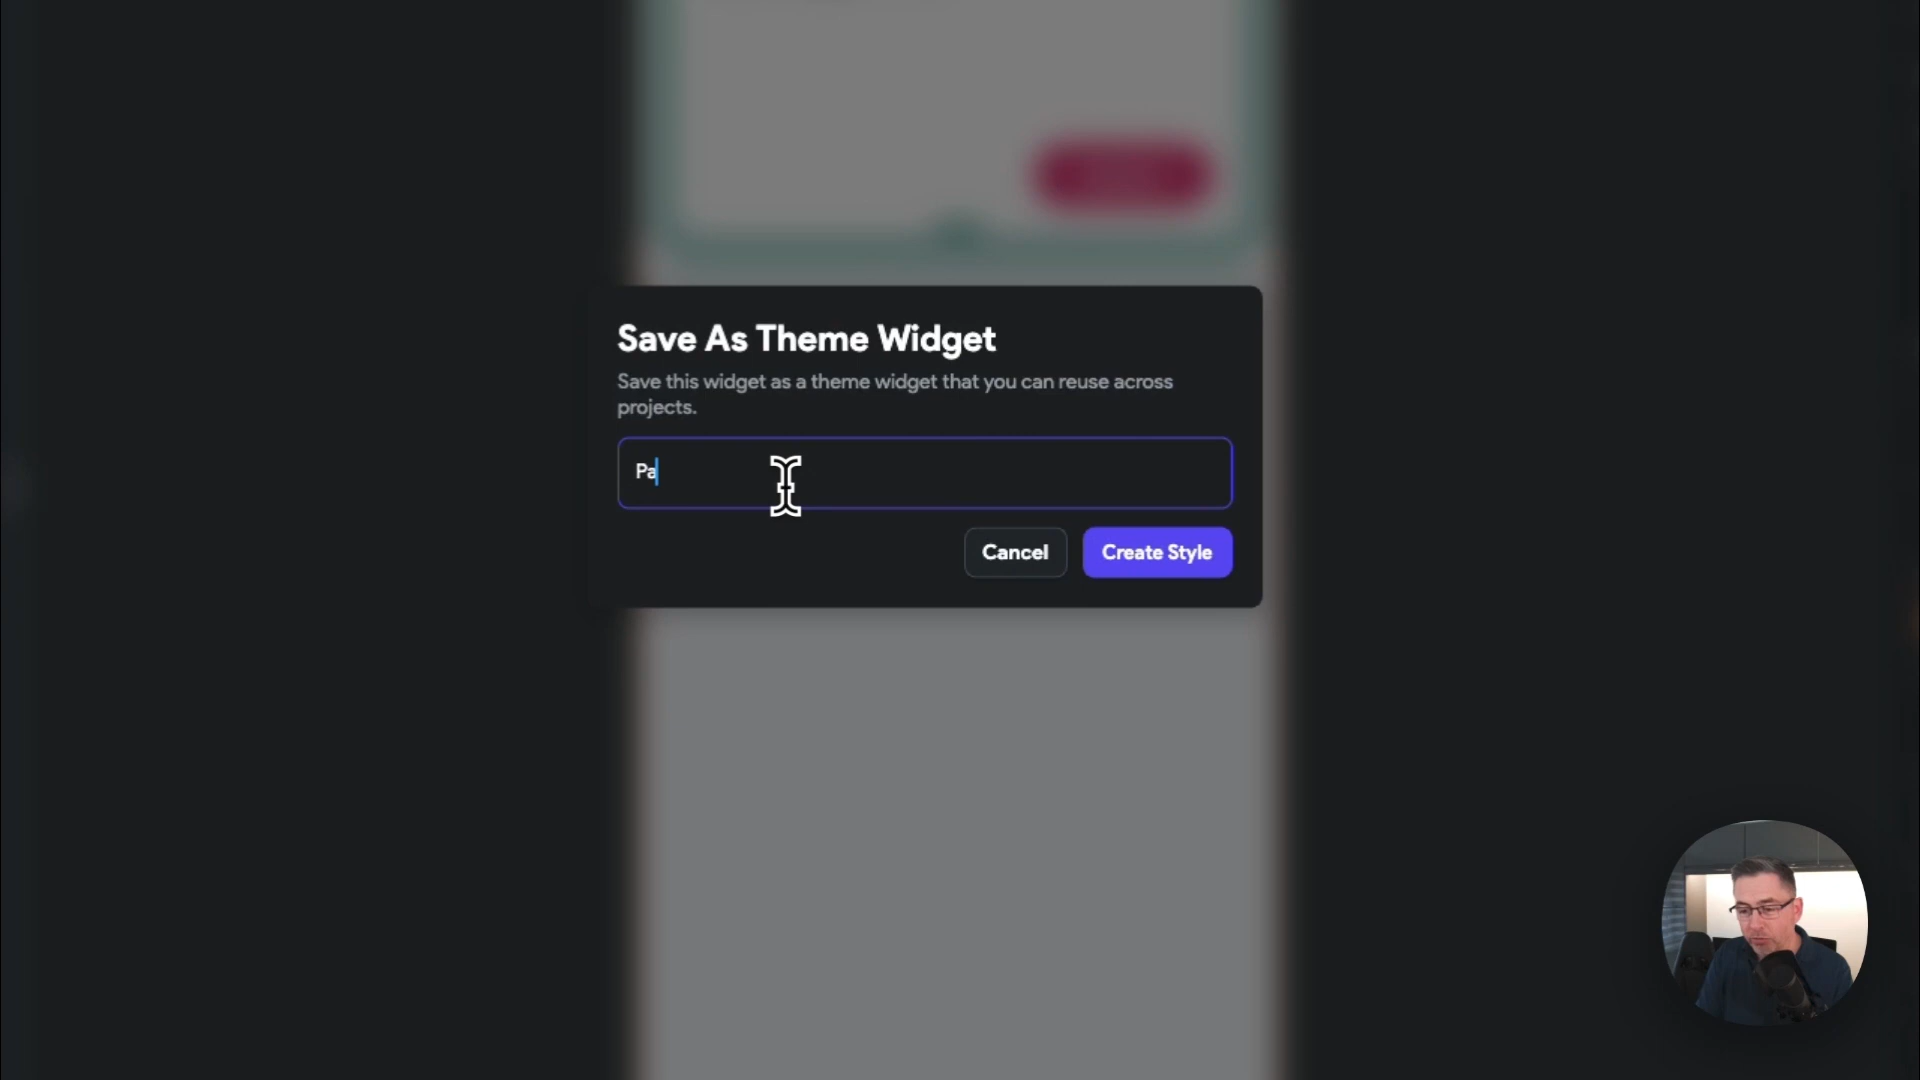 Save As Theme Widget
Save this widget as a theme widget that you can reuse across
projects.
Pa
Cancel
Create Style